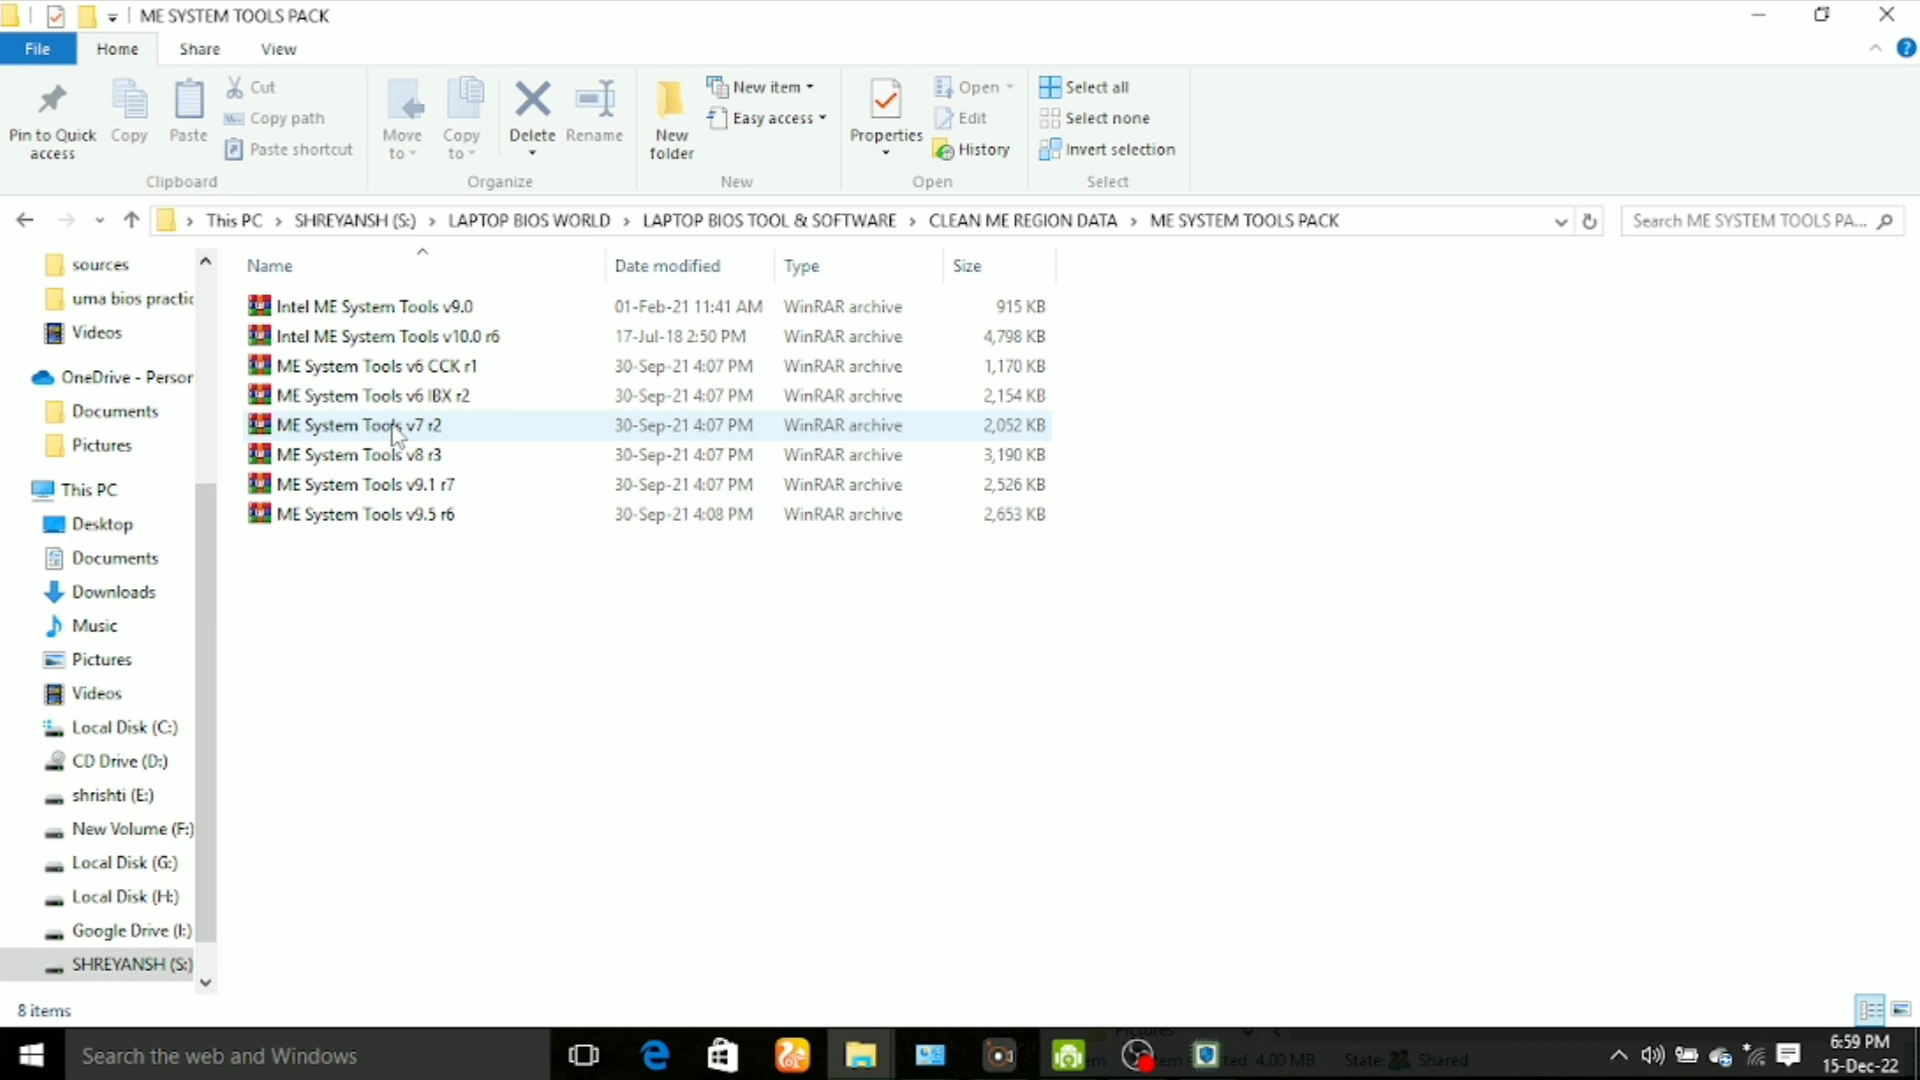 ME SYSTEM TOOLS PACK
File Home Share View
Pin to Quick access
Copy
Paste
Cut
Copy path
Paste shortcut
Clipboard
Move to
Copy to
Delete
Rename
Organize
New folder
New item
Easy access
New
Properties
Open
Edit
History
Open
Select all
Select none
Invert selection
Select
This PC > SHREYANSH (S:) > LAPTOP BIOS WORLD > LAPTOP BIOS TOOL & SOFTWARE > CLEAN ME REGION DATA > ME SYSTEM TOOLS PACK
Search ME SYSTEM TOOLS PA...
sources
uma bios practic
Videos
OneDrive - Person
Documents
Pictures
This PC
Desktop
Documents
Downloads
Music
Pictures
Videos
Local Disk (C:)
CD Drive (D:)
shrishti (E:)
New Volume (F:)
Local Disk (G:)
Local Disk (H:)
Google Drive (I:)
SHREYANSH (S:)
Name Date modified Type Size
Intel ME System Tools v9.0 01-Feb-21 11:41 AM WinRAR archive 915 KB
Intel ME System Tools v10.0 r6 17-Jul-18 2:50 PM WinRAR archive 4,798 KB
ME System Tools v6 CCK r1 30-Sep-21 4:07 PM WinRAR archive 1,170 KB
ME System Tools v6 IBX r2 30-Sep-21 4:07 PM WinRAR archive 2,154 KB
ME System Tools v7 r2 30-Sep-21 4:07 PM WinRAR archive 2,052 KB
ME System Tools v8 r3 30-Sep-21 4:07 PM WinRAR archive 3,190 KB
ME System Tools v9.1 r7 30-Sep-21 4:07 PM WinRAR archive 2,526 KB
ME System Tools v9.5 r6 30-Sep-21 4:08 PM WinRAR archive 2,653 KB
8 items
Search the web and Windows
4.00 MB State: Shared
6:59 PM
15-Dec-22